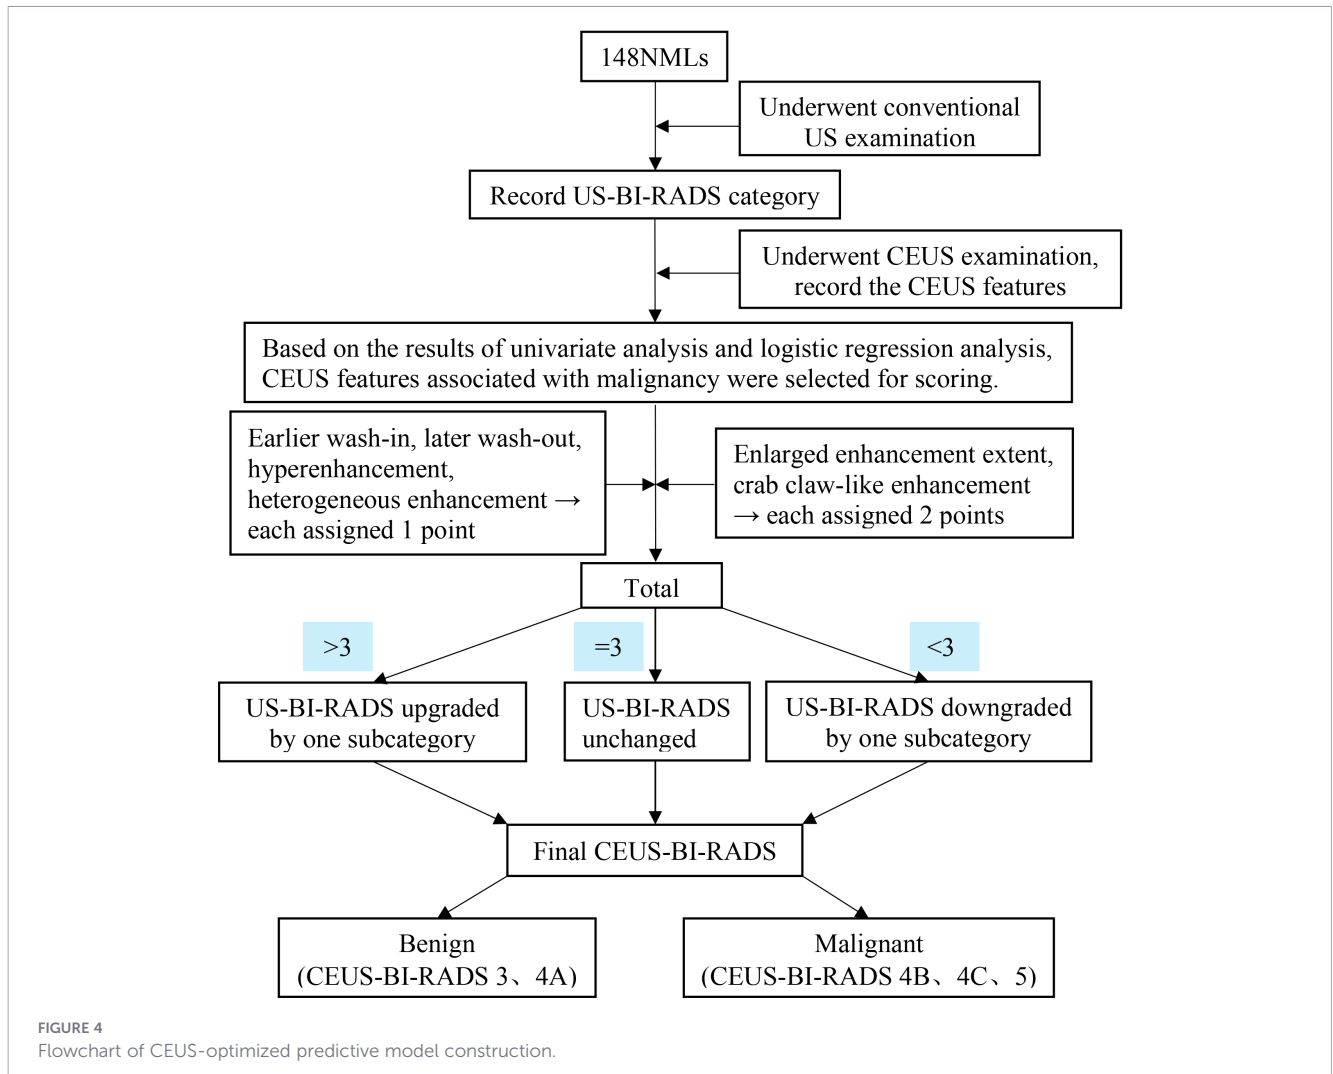 148NMLs
Underwent conventional
US examination
Record US-BI-RADS category
Underwent CEUS examination,
record the CEUS features
Based on the results of univariate analysis and logistic regression analysis,
CEUS features associated with malignancy were selected for scoring.
Earlier wash-in, later wash-out,
hyperenhancement,
heterogeneous enhancement →
each assigned 1 point
Enlarged enhancement extent,
crab claw-like enhancement
→ each assigned 2 points
Total
>3
=3
<3
US-BI-RADS upgraded
by one subcategory
US-BI-RADS
unchanged
US-BI-RADS downgraded
by one subcategory
Final CEUS-BI-RADS
Benign
(CEUS-BI-RADS 3、4A)
Malignant
(CEUS-BI-RADS 4B、4C、5)
FIGURE 4
Flowchart of CEUS-optimized predictive model construction.